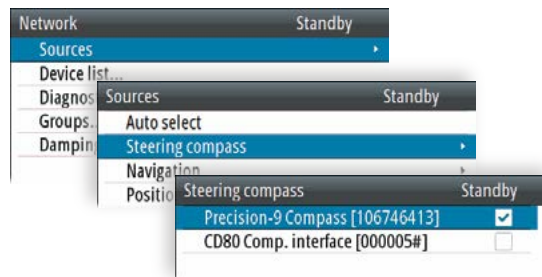 Network Standby
Sources
Device list...
Sources Standby
Auto select
Steering compass
Navigation
Steering compass Standby
Precision-9 Compass [106746413]
CD80 Comp. interface [000005#]